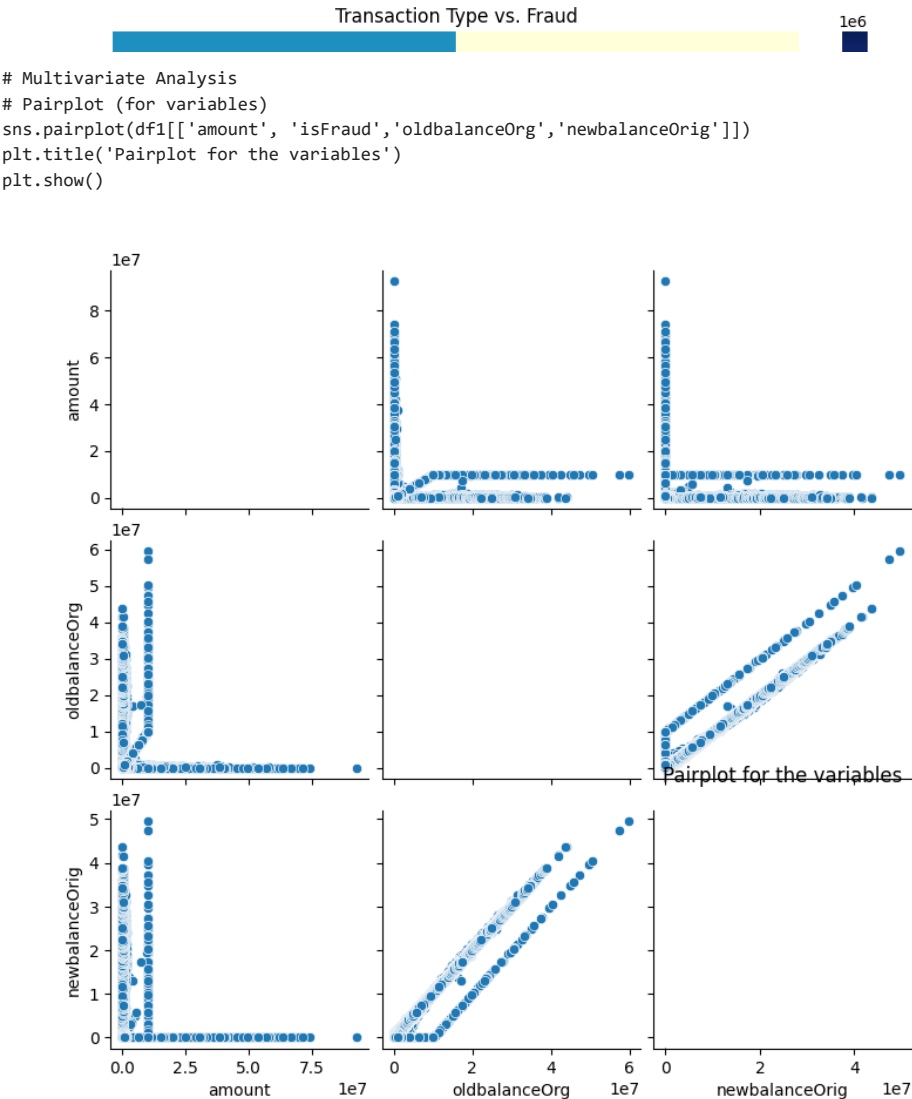 Transaction Type vs. Fraud
1e6
# Multivariate Analysis
# Pairplot (for variables)
sns.pairplot(df1[['amount', 'isFraud','oldbalanceOrg','newbalanceOrig']])
plt.title('Pairplot for the variables')
plt.show()
1e7
8
6
4
2
0
amount
1e7
6
5
4
3
2
1
0
oldbalanceOrg
Pairplot for the variables
1e7
5
4
3
2
1
0
newbalanceOrig
0.0 2.5 5.0 7.5 0 2 4 6 0 2 4
amount 1e7 oldbalanceOrg 1e7 newbalanceOrig 1e7